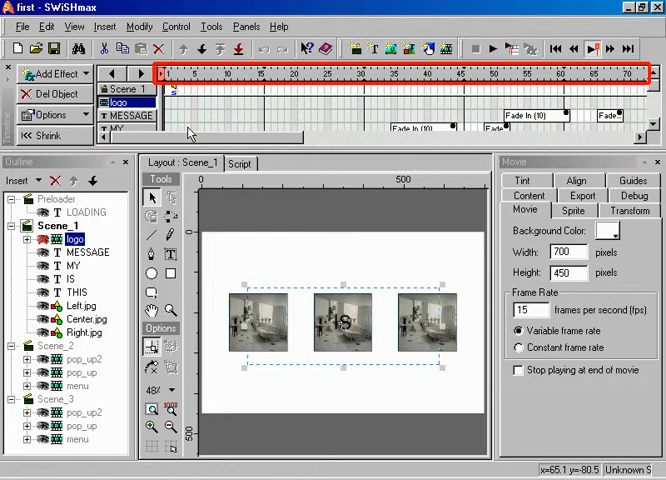 first - SWiSHmax
File Edit View Insert Modify Control Tools Panels Help
Add Effect
Del Object
Options
Shrink
Timeline
1 5 10 15 20 25 30 35 40 45 50 55 60 65 70
Scene_1
logo
MESSAGE
Fade In (10)
MY
Fade In (10)
Outline
Insert
Preloader
LOADING
Scene_1
logo
MESSAGE
MY
IS
THIS
Left.jpg
Center.jpg
Right.jpg
Scene_2
pop_up2
pop_up
menu
Scene_3
pop_up2
pop_up
menu
Layout : Scene_1
Script
Tools
Options
48%
100%
0 500
0
500
IS
Movie
Tint Align Guides
Content Export Debug
Movie Sprite Transform
Background Color:
Width: 700 pixels
Height: 450 pixels
Frame Rate
15 frames per second (fps)
Variable frame rate
Constant frame rate
Stop playing at end of movie
x=65.1 y=-80.5
Unknown S